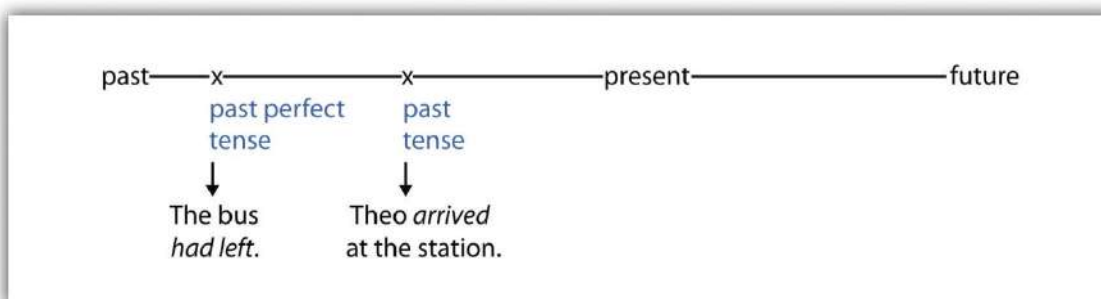 past x x present future
past perfect past
tense tense
The bus Theo arrived
had left. at the station.